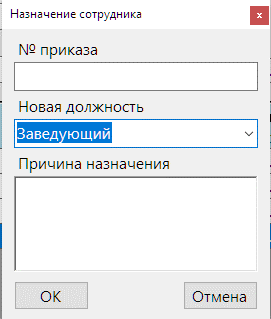 Назначение сотрудника
№ приказа
Новая должность
Заведующий
Причина назначения
OK
Отмена